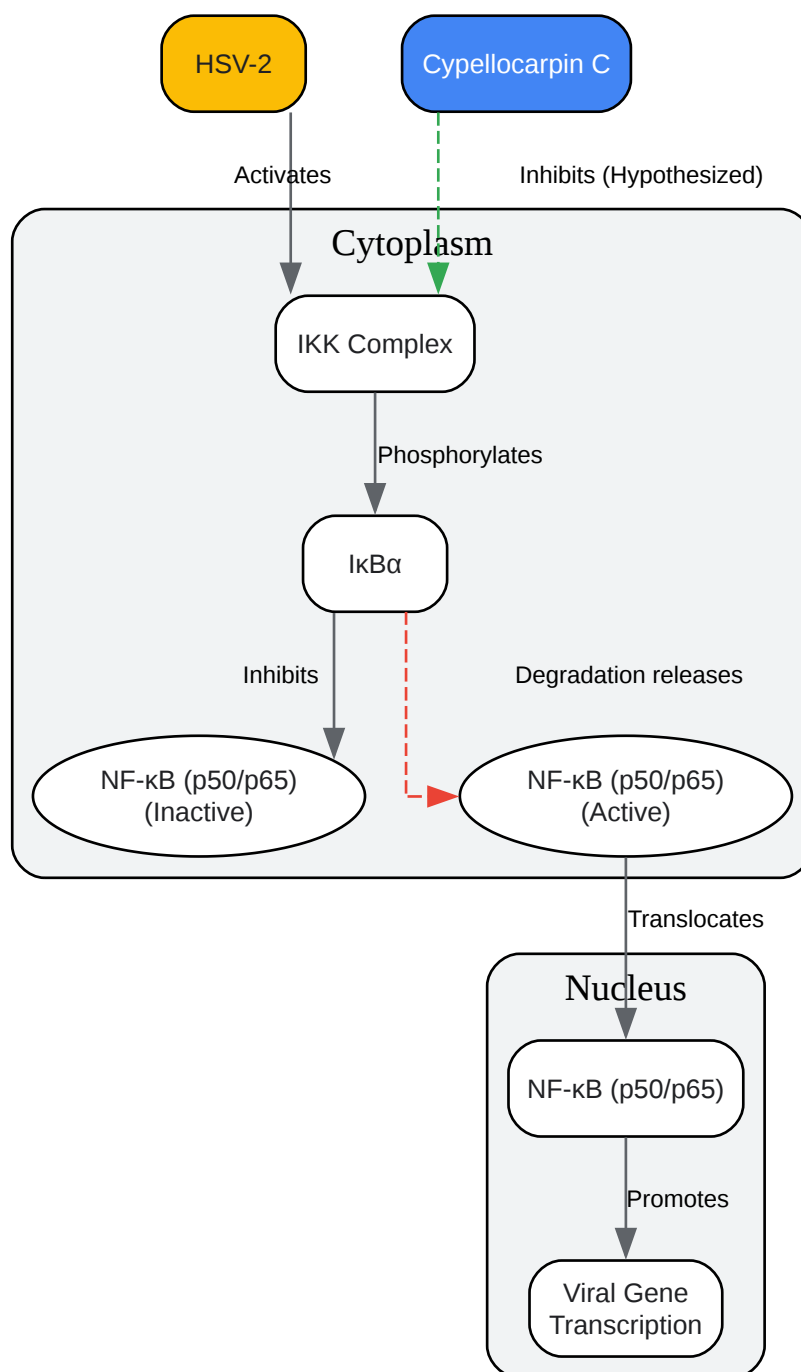 HSV-2
Cypellocarpin C
Activates
Inhibits (Hypothesized)
Cytoplasm
IKK Complex
Phosphorylates
IκBα
Inhibits
Degradation releases
NF-κB (p50/p65)
(Inactive)
NF-κB (p50/p65)
(Active)
Translocates
Nucleus
NF-κB (p50/p65)
Promotes
Viral Gene
Transcription